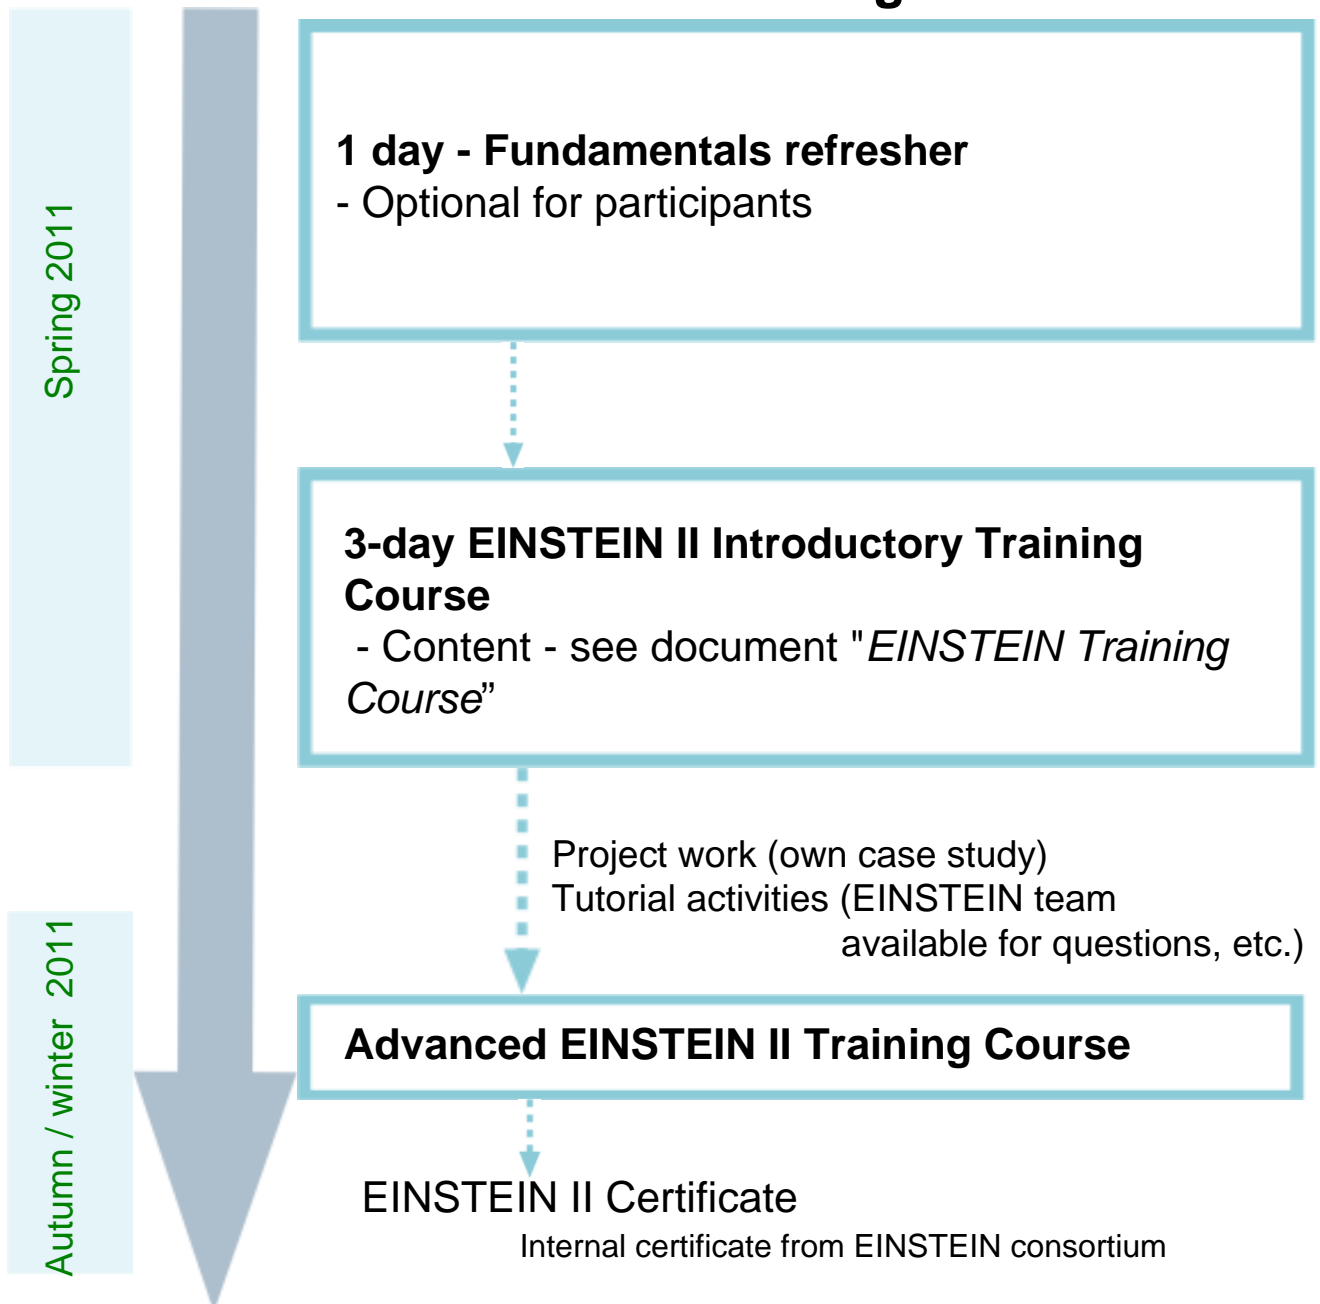 Spring 2011
1 day - Fundamentals refresher
- Optional for participants
3-day EINSTEIN II Introductory Training
Course
- Content - see document "EINSTEIN Training
Course”
Project work (own case study)
Tutorial activities (EINSTEIN team
available for questions, etc.)
Autumn / winter 2011
Advanced EINSTEIN II Training Course
EINSTEIN II Certificate
Internal certificate from EINSTEIN consortium